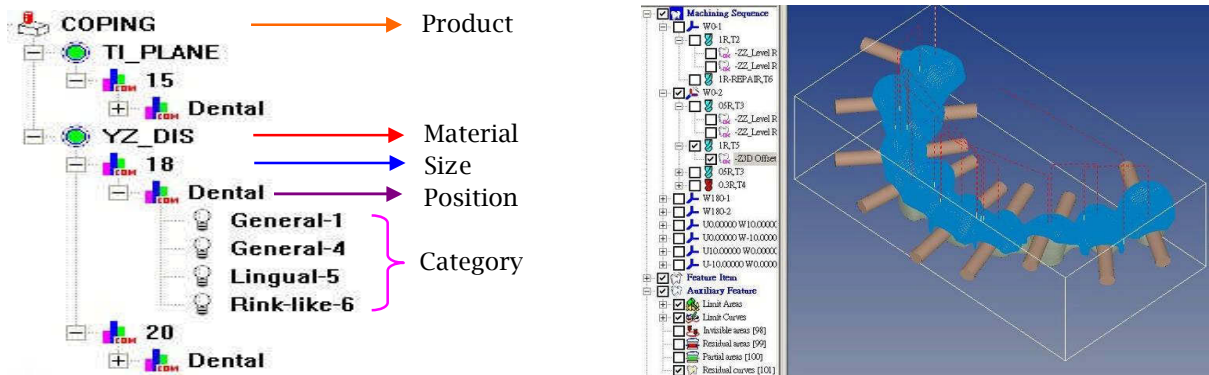 COPING
Product
TI_PLANE
15
Dental
YZ_DIS
Material
18
Size
Dental
Position
General-1
General-4
Lingual-5
Rink-like-6
Category
20
Dental
Machining Sequence
W0-1
1R,T2
-ZZ_Level R
-ZZ_Level R
1R-REPAIR,T6
W0-2
05R,T3
-ZZ_Level R
-ZZ_Level R
1R,T5
-Z3D Offset
05R,T3
0.3R,T4
W180-1
W180-2
U0.00000 W10.0000
U0.00000 W-10.0000
U10.00000 W0.0000
U-10.00000 W0.0000
Feature Item
Auxiliary Feature
Limit Areas
Limit Curves
Invisible areas [98]
Residual areas [99]
Partial areas [100]
Residual curves [101]